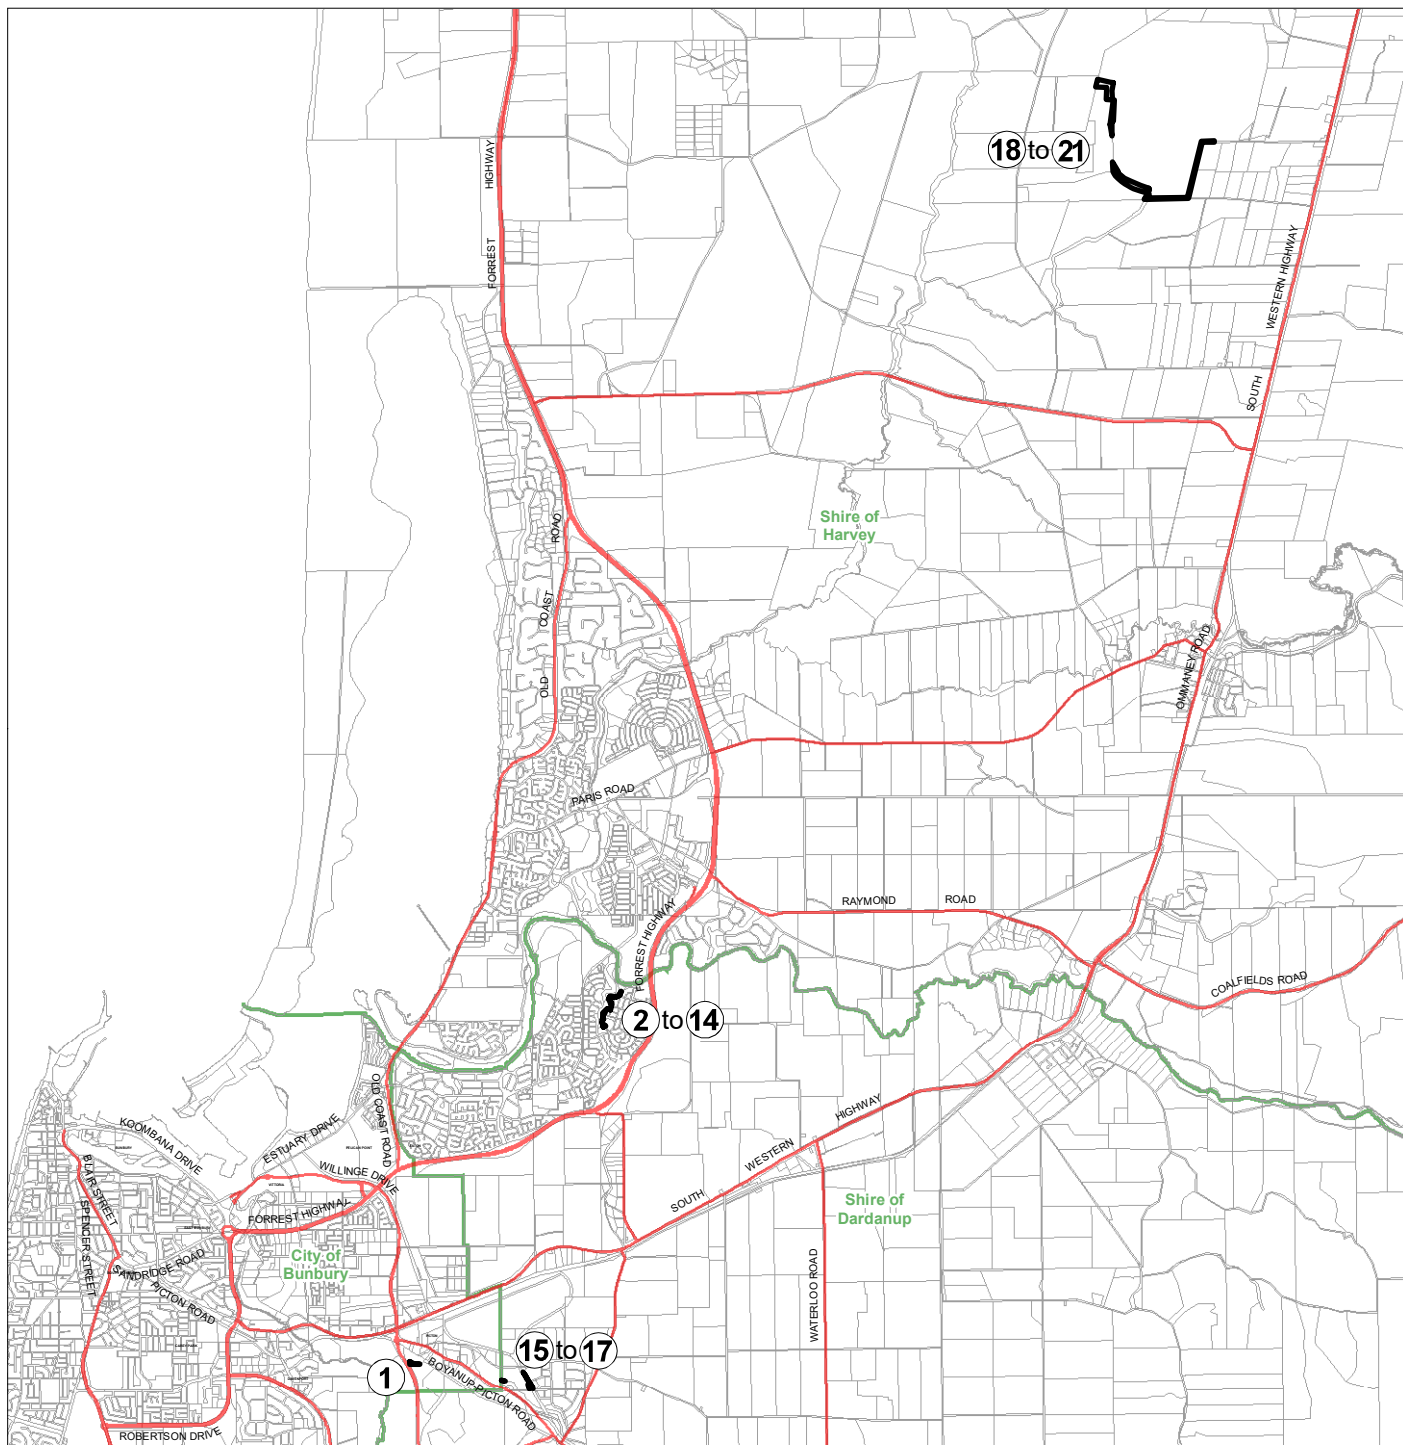 HIGHWAY
FORREST
18 to 21
WESTERN HIGHWAY
SOUTH
Shire of
Harvey
ROAD
COAST
OLD
OMMANEY ROAD
PARIS ROAD
RAYMOND ROAD
FORREST HIGHWAY
COALFIELDS ROAD
2 to 14
OLD COAST ROAD
KOOMBANA DRIVE
ESTUARY DRIVE
PELICAN POINT
HIGHWAY
WESTERN
SOUTH
BLAIR STREET
SPENCER STREET
WILLINGE DRIVE
VITTORIA
FORREST HIGHWAY
Shire of
Dardanup
City of
Bunbury
SANDRIDGE ROAD
PICTON ROAD
WATERLOO ROAD
15 to 17
1
BOYANUP-PICTON ROAD
ROBERTSON DRIVE